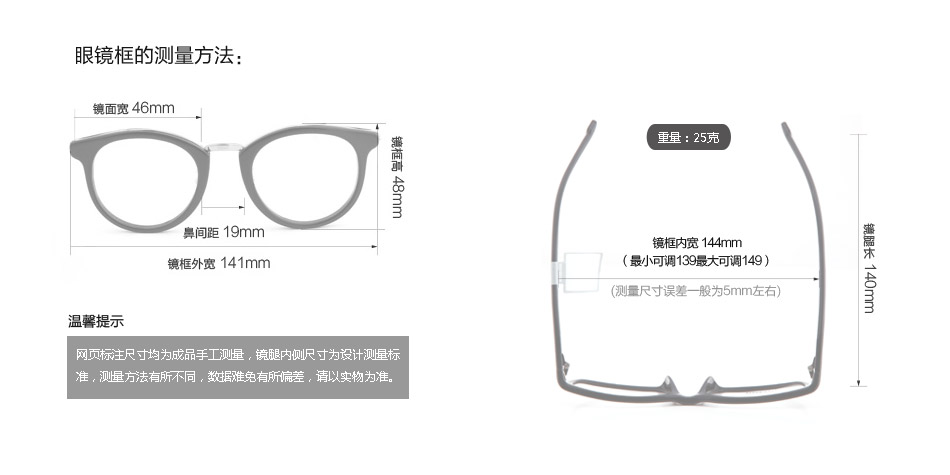 眼镜框的测量方法：
镜面宽 46mm
镜框高 48mm
鼻间距 19mm
镜框外宽 141mm
温馨提示
网页标注尺寸均为成品手工测量，镜腿内侧尺寸为设计测量标
准，测量方法有所不同，数据难免有所偏差，请以实物为准。
重量：25克
镜框内宽 144mm
（最小可调139最大可调149）
(测量尺寸误差一般为5mm左右)
镜腿长 140mm